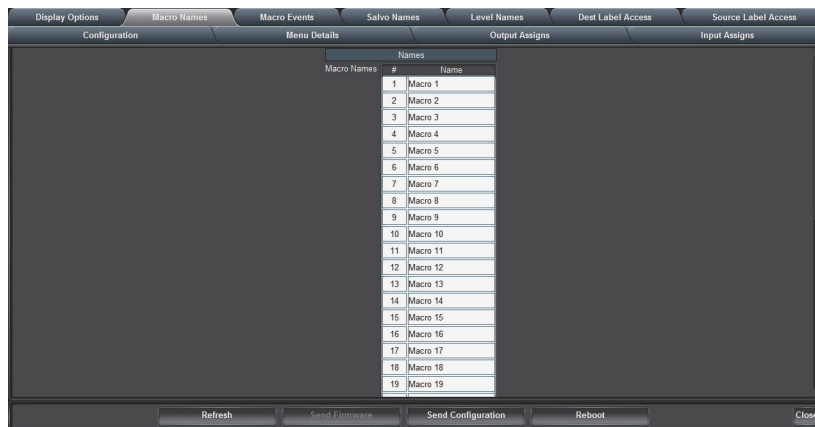 Display Options Macro Names Macro Events Salvo Names Level Names Dest Label Access Source Label Access
Configuration Menu Details Output Assigns Input Assigns
Names
Macro Names # Name
1 Macro 1
2 Macro 2
3 Macro 3
4 Macro 4
5 Macro 5
6 Macro 6
7 Macro 7
8 Macro 8
9 Macro 9
10 Macro 10
11 Macro 11
12 Macro 12
13 Macro 13
14 Macro 14
15 Macro 15
16 Macro 16
17 Macro 17
18 Macro 18
19 Macro 19
Refresh Send Firmware Send Configuration Reboot Close